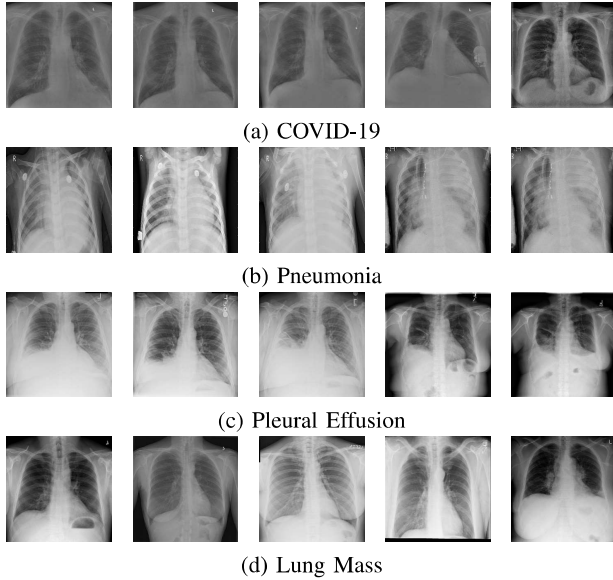 (a) COVID-19
R
R
(b) Pneumonia
(c) Pleural Effusion
(d) Lung Mass